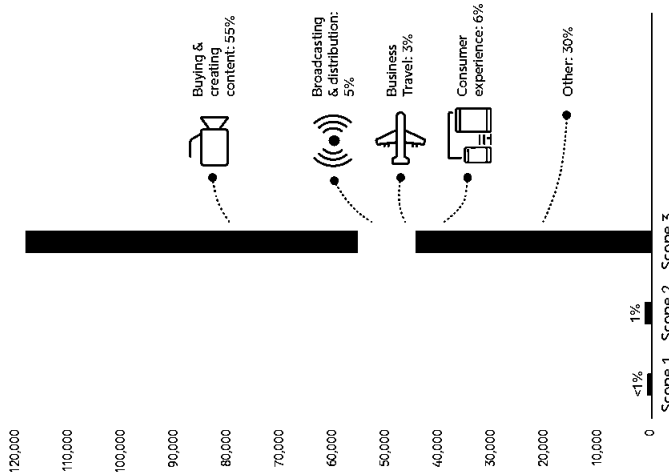 120,000
110,000
100,000
90,000
80,000
70,000
60,000
50,000
40,000
30,000
20,000
10,000
0
<1%
1%
Scope 1
Scope 2
Scope 3
Buying &
creating
content: 55%
Broadcasting
& distribution:
5%
Business
Travel: 3%
Consumer
experience: 6%
Other: 30%